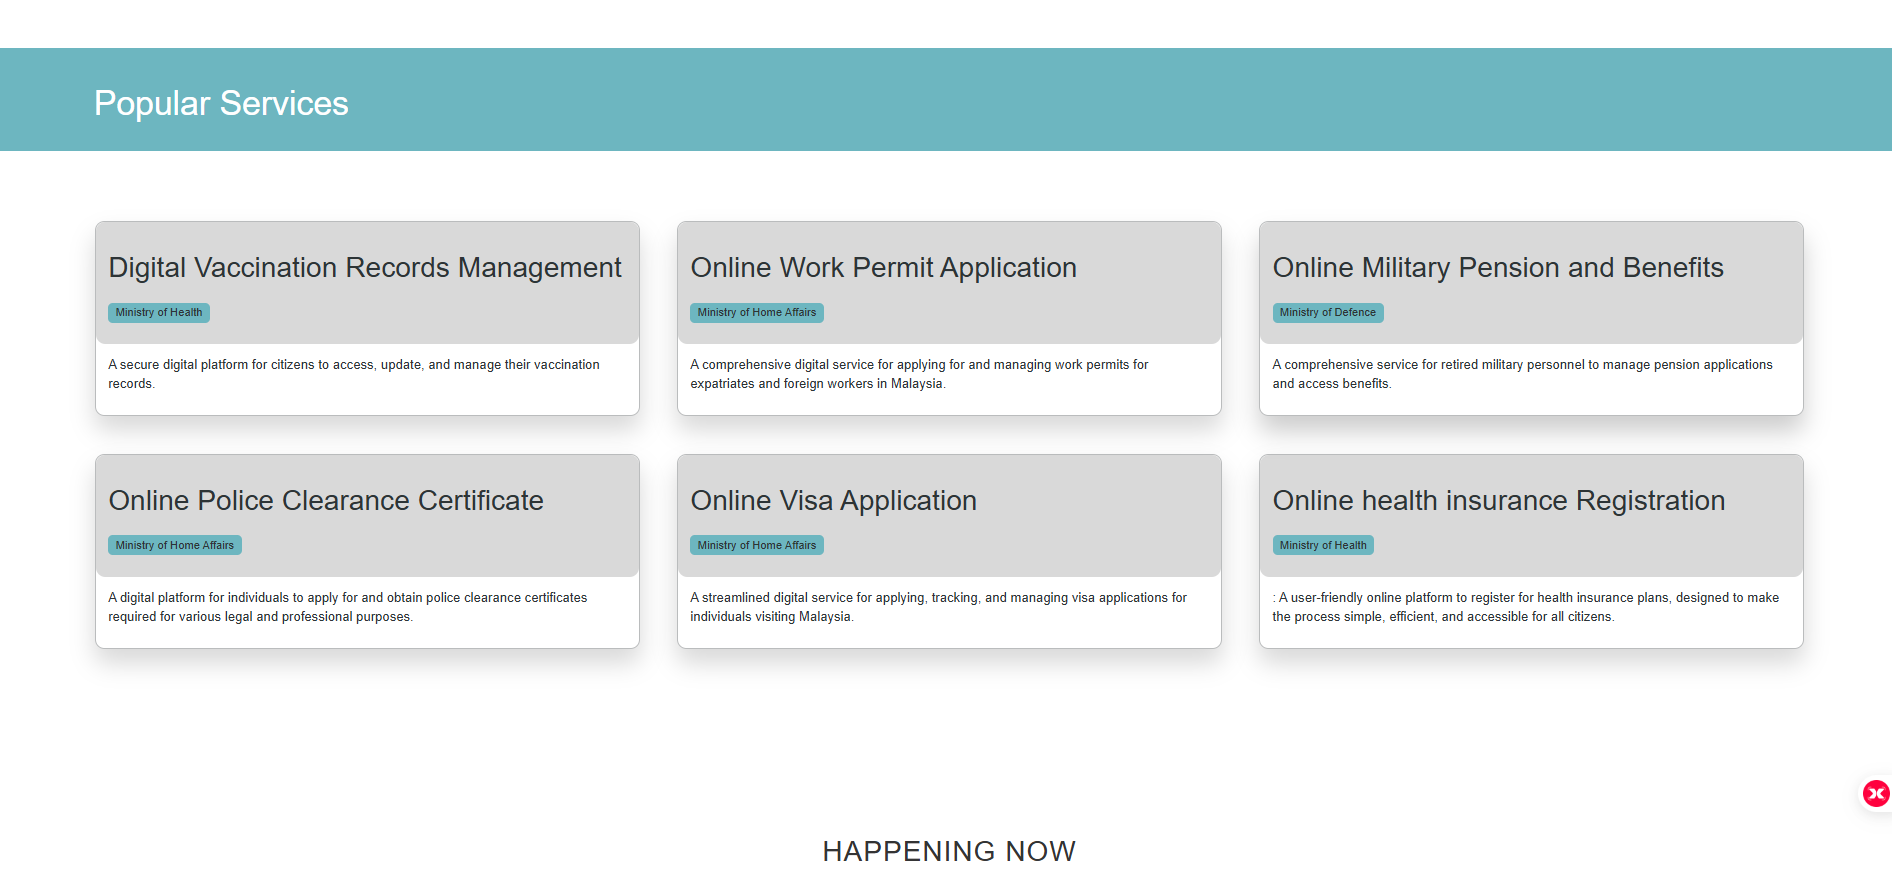 Popular Services
Digital Vaccination Records Management
Ministry of Health
A secure digital platform for citizens to access, update, and manage their vaccination
records.
Online Work Permit Application
Ministry of Home Affairs
A comprehensive digital service for applying for and managing work permits for
expatriates and foreign workers in Malaysia.
Online Military Pension and Benefits
Ministry of Defence
A comprehensive service for retired military personnel to manage pension applications
and access benefits.
Online Police Clearance Certificate
Ministry of Home Affairs
A digital platform for individuals to apply for and obtain police clearance certificates
required for various legal and professional purposes.
Online Visa Application
Ministry of Home Affairs
A streamlined digital service for applying, tracking, and managing visa applications for
individuals visiting Malaysia.
Online health insurance Registration
Ministry of Health
: A user-friendly online platform to register for health insurance plans, designed to make
the process simple, efficient, and accessible for all citizens.
HAPPENING NOW